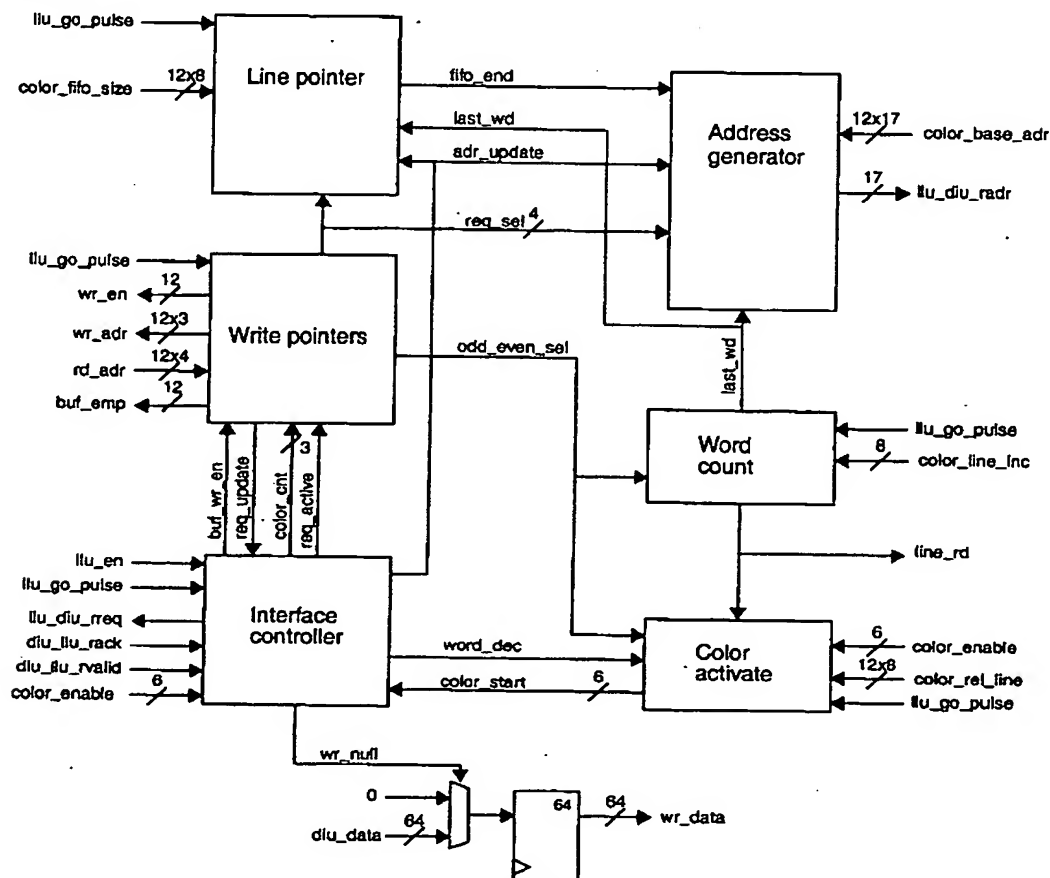 llu_go_pulse
12x8
color_fifo_size
Line pointer
fifo_end
last_wd
adr_update
Address
generator
12x17
color_base_adr
17
llu_diu_radr
req_sel
4
llu_go_pulse
12
wr_en
12x3
wr_adr
12x4
rd_adr
12
buf_emp
Write pointers
odd_even_sel
last_wd
Word
count
llu_go_pulse
8
color_line_inc
buf_wr_en
req_update
color_cnt
3
req_active
line_rd
llu_en
llu_go_pulse
llu_diu_rreq
diu_llu_rack
diu_llu_rvalid
color_enable
6
Interface
controller
word_dec
color_start
6
Color
activate
6
color_enable
12x8
color_rel_line
llu_go_pulse
wr_null
0
diu_data
64
64
64
wr_data